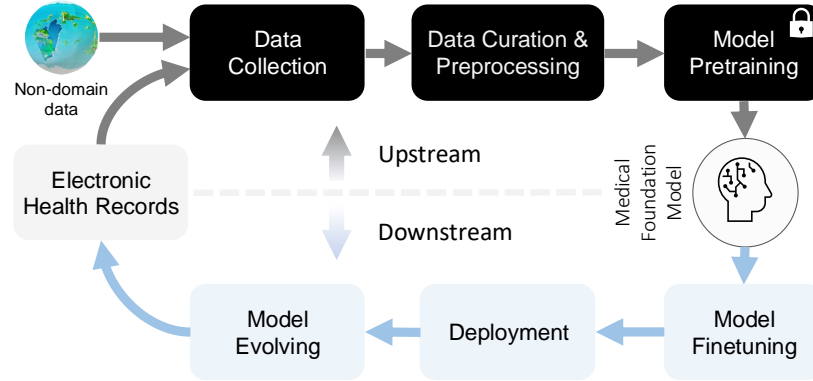 Data
Collection
Data Curation &
Preprocessing
Model
Pretraining
Non-domain
data
Electronic
Health Records
Upstream
Downstream
Medical
Foundation
Model
Model
Evolving
Deployment
Model
Finetuning